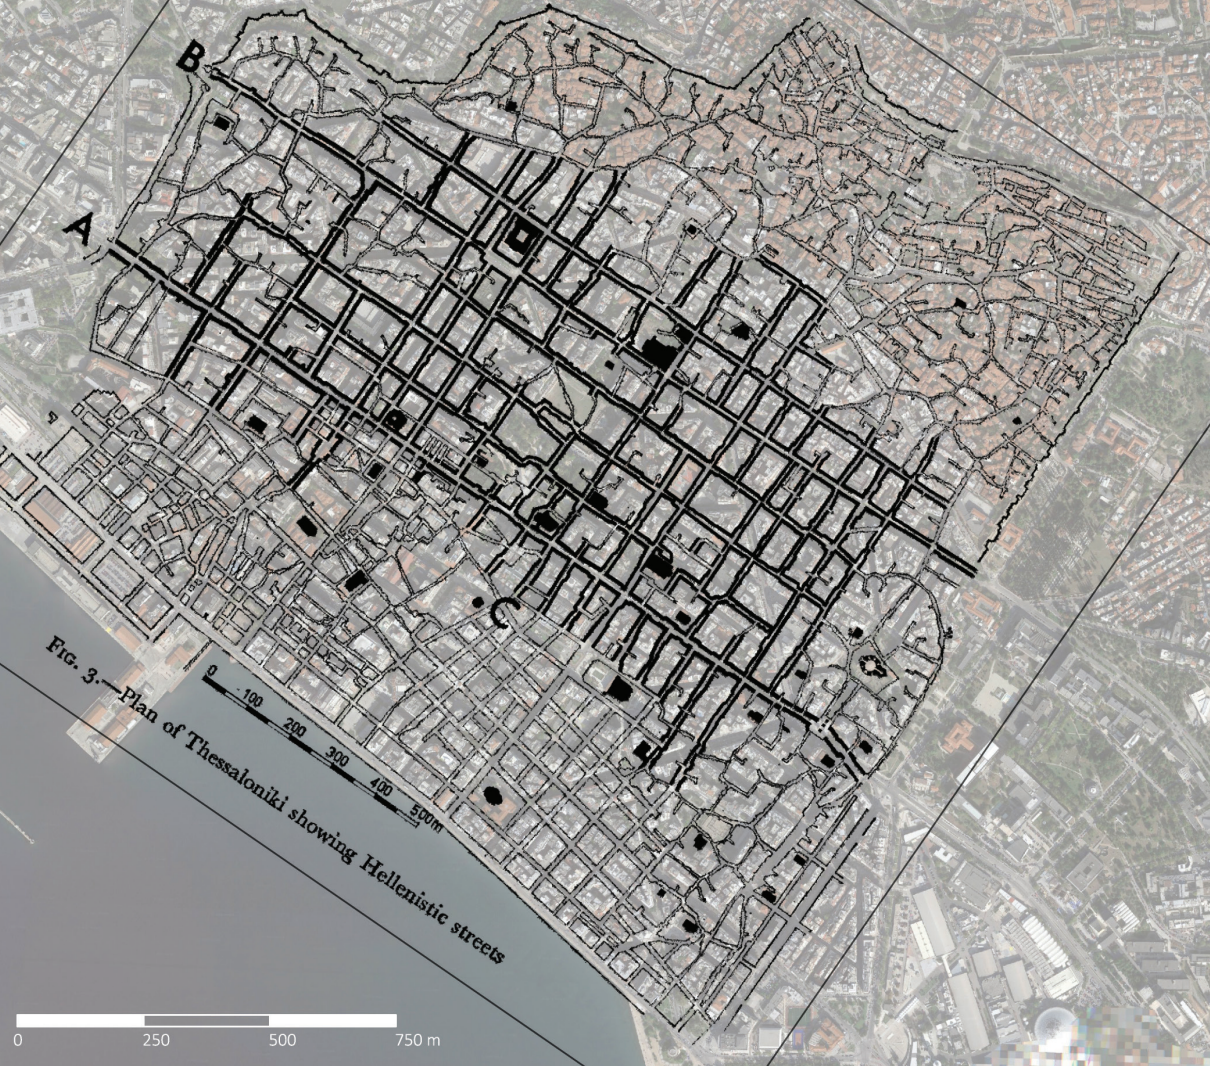 B
A
C
FIG. 3.—Plan of Thessaloniki showing Hellenistic streets
0 100 200 300 400 500m
0 250 500 750 m